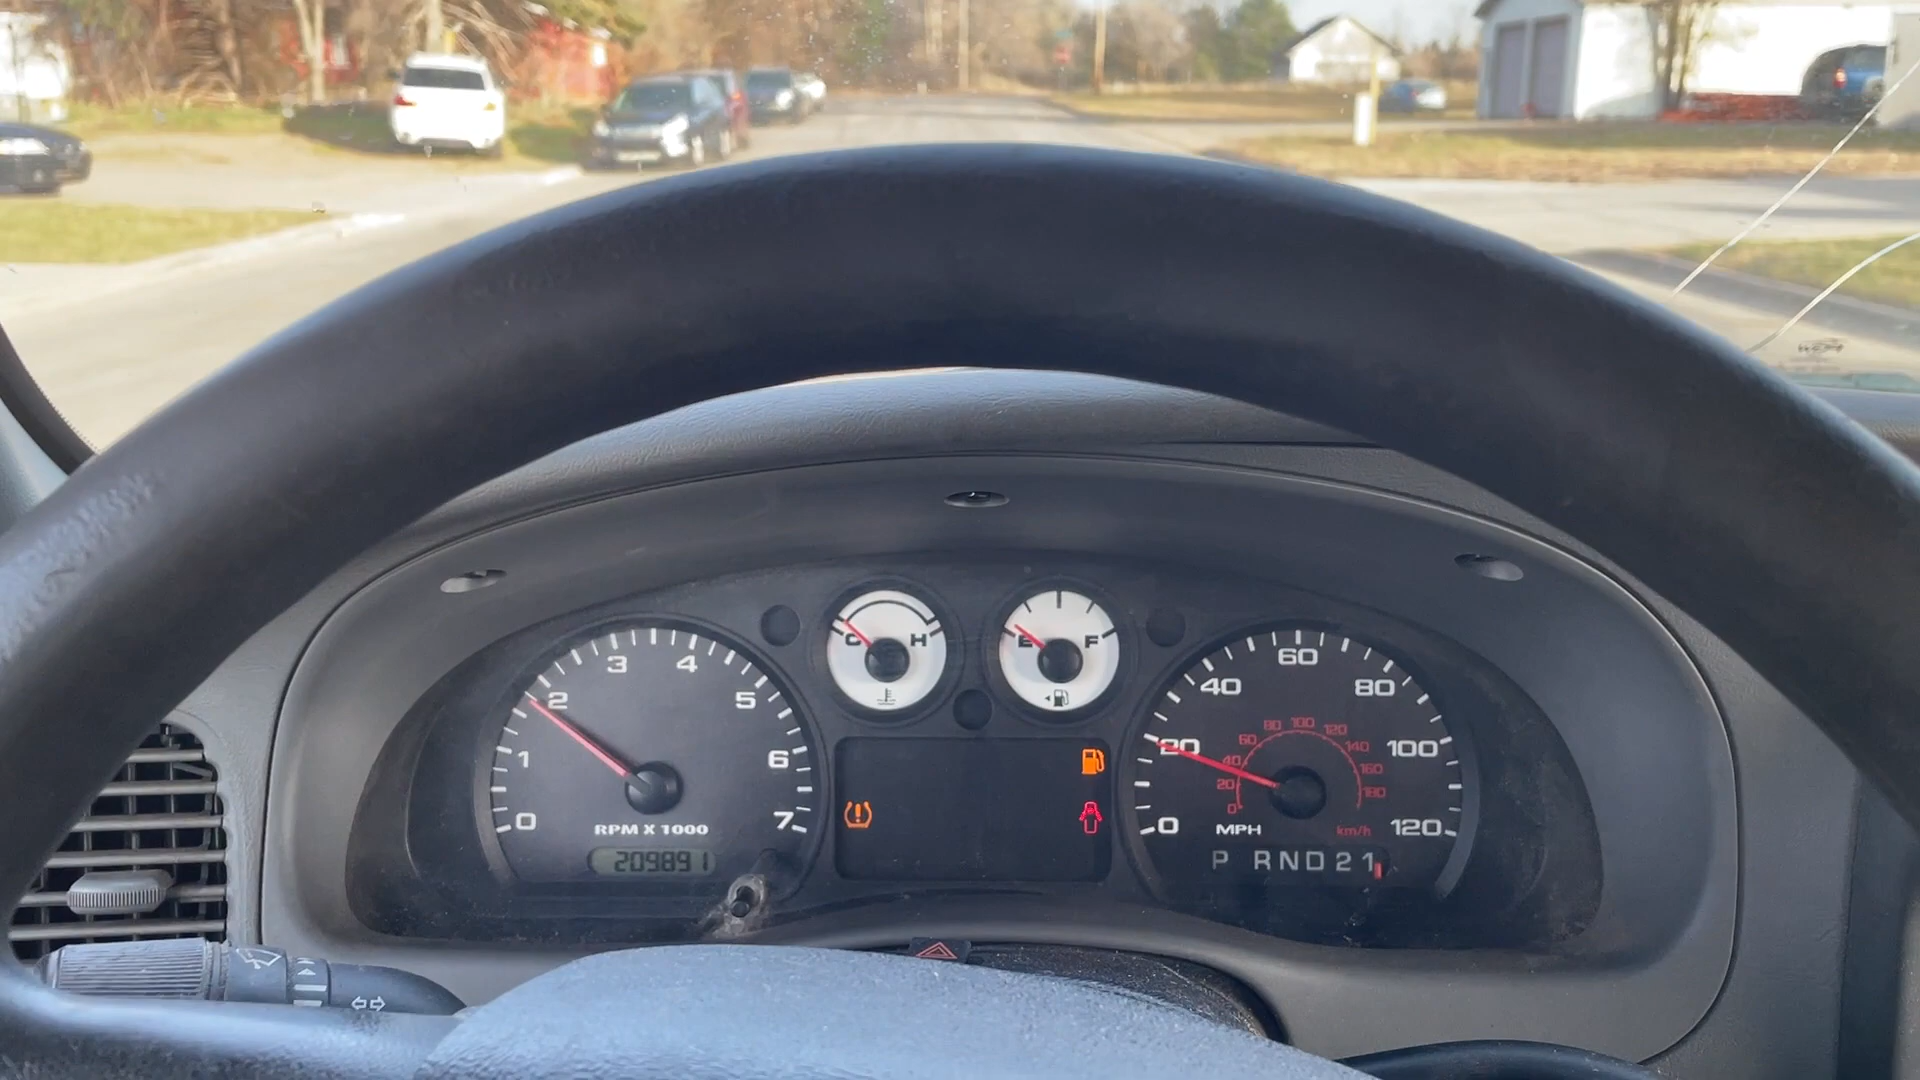 0 1 2 3 4 5 6 7
RPM X 1000
209891
C H
E F
0 20 40 60 80 100 120
0 20 40 60 80 100 120 140 160 180
MPH km/h
P RND21